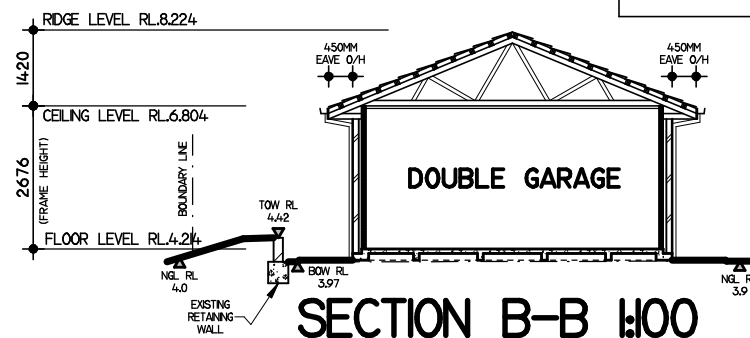 RIDGE LEVEL RL.8.224
450MM
EAVE O/H
450MM
EAVE O/H
1420
CEILING LEVEL RL.6.804
2676
(FRAME HEIGHT)
BOUNDARY LINE
DOUBLE GARAGE
TOW RL
4.42
FLOOR LEVEL RL.4.214
NGL RL
4.0
BOW RL
3.97
NGL R
3.9
EXISTING
RETAINING
WALL
SECTION B-B 1:100